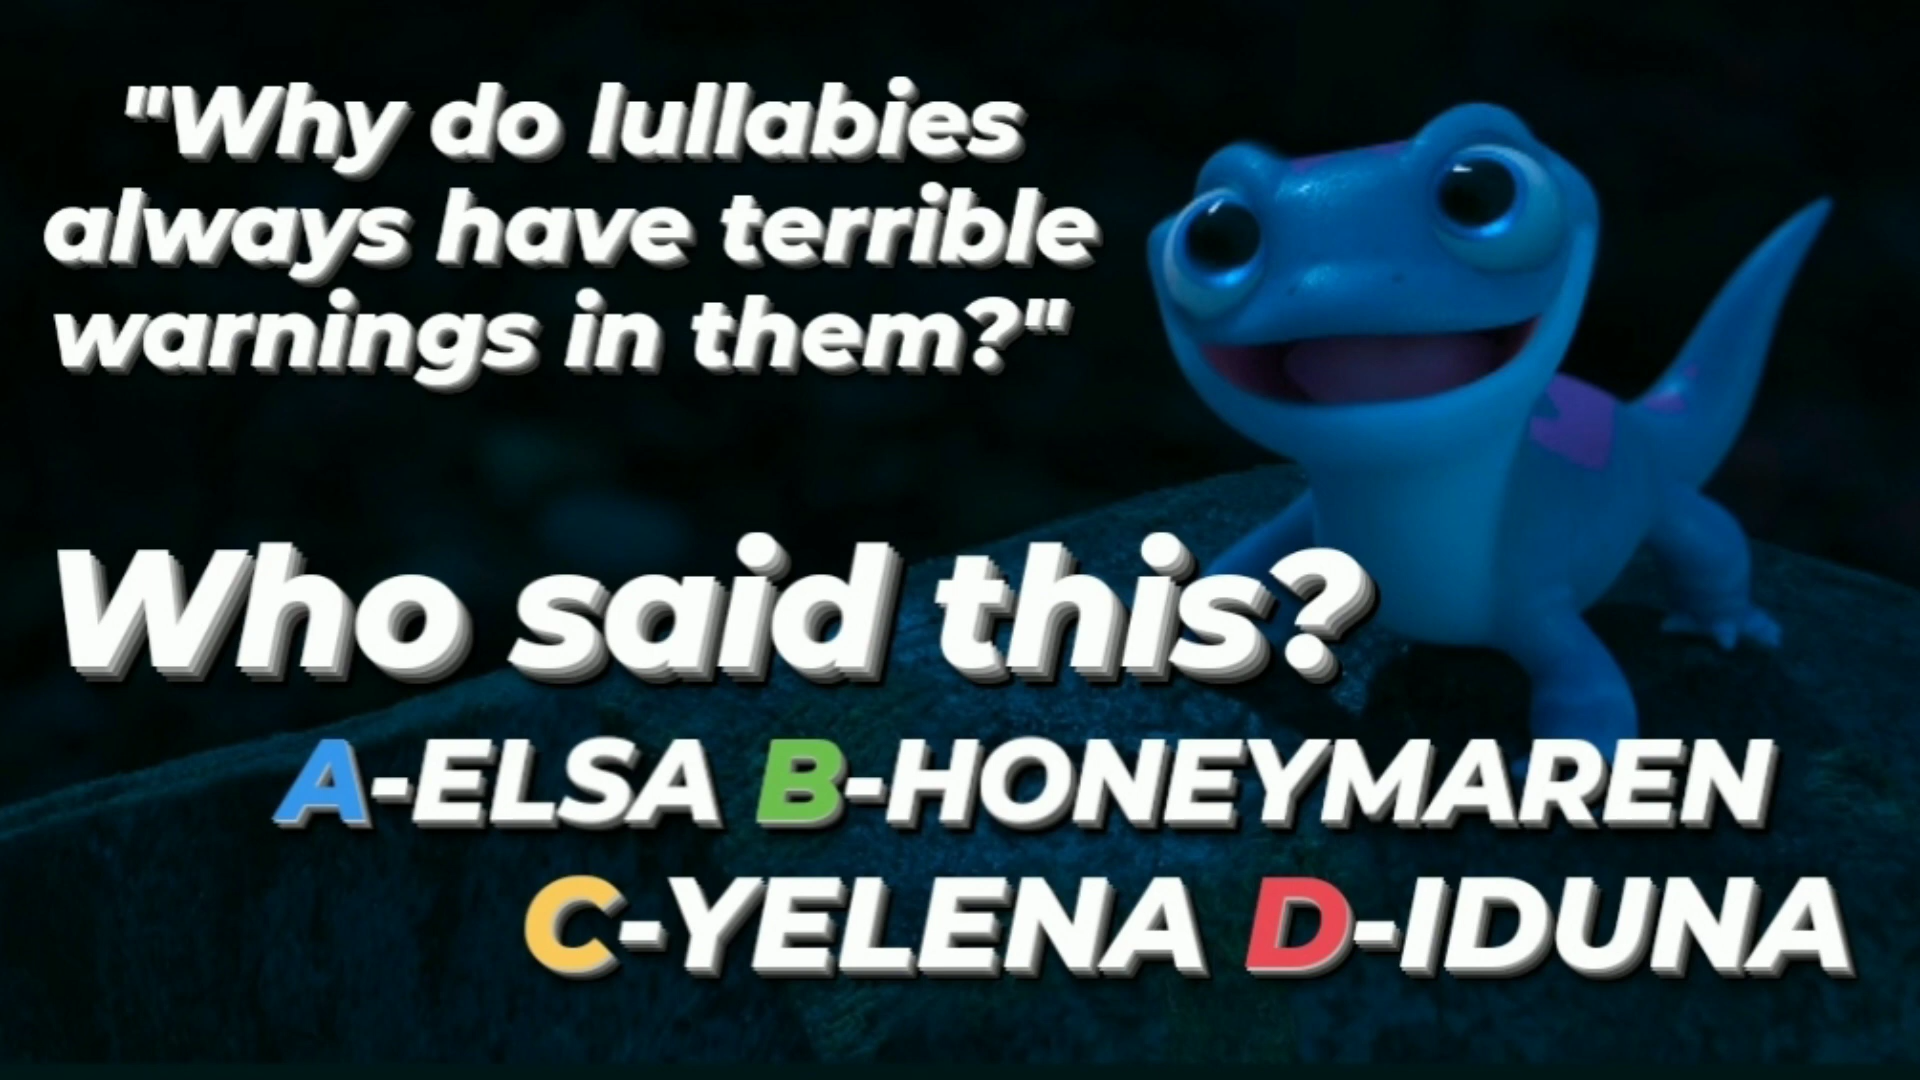 "Why do lullabies
always have terrible
warnings in them?"
Who said this?
A-ELSA B-HONEYMAREN
C-YELENA D-IDUNA